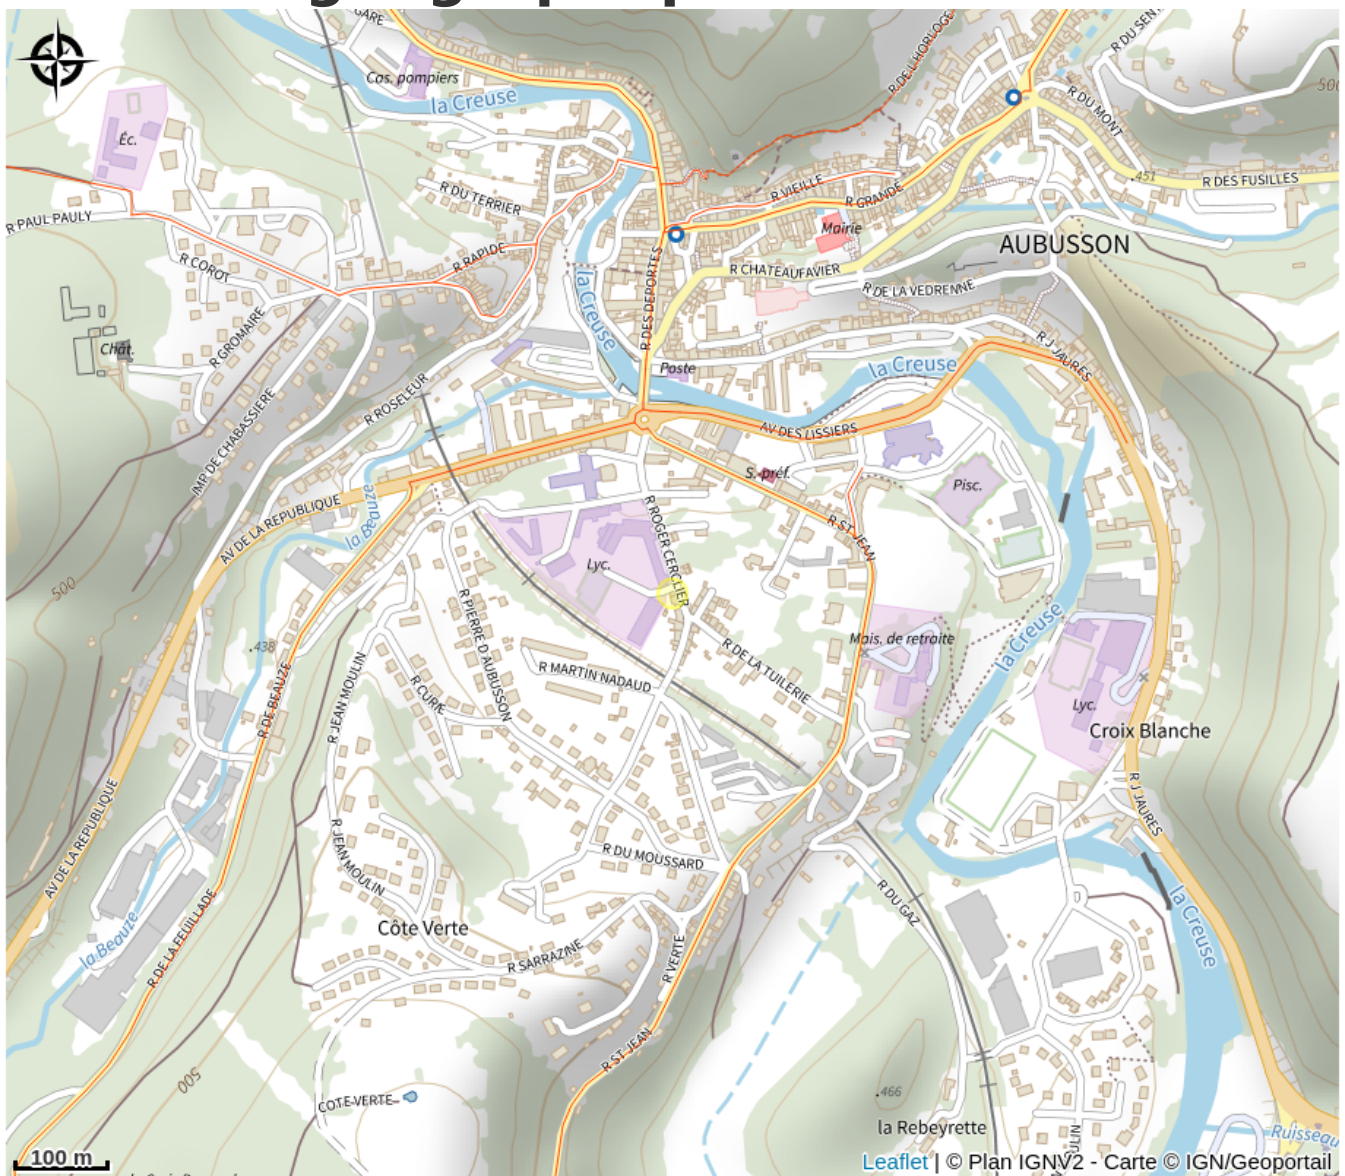 GARE
Cas. pompiers
la Creuse
R DE L'HORLOGE
R DU MONT
500
Éc.
R DU TERRIER
R VIEILLE
R GRANDE
.451
R DES FUSILLES
R PAUL PAULY
R COROT
R RAPIDE
Mairie
AUBUSSON
R DES DEPORTES
R CHATEAUFAVIER
R DE LA VEDRENNE
la Creuse
R GROMAIRE
Chât.
Poste
la Creuse
R J JAURES
IMP DE CHABASSIERE
R ROSELEUR
AV DES LISSIERS
S.-préf.
Pisc.
AV DE LA REPUBLIQUE
la Beauze
R ROGER CERCLIER
R ST JEAN
Lyc.
500
R PIERRE D'AUBUSSON
Mais. de retraite
la Creuse
.438
R MARTIN NADAUD
R DE LA TUILERIE
R JEAN MOULIN
R CURIE
R DE BEAUZE
Lyc.
Croix Blanche
AV DE LA REPUBLIQUE
R J JAURES
R JEAN MOULIN
R DU MOUSSARD
R DU GAZ
R DE LA FEUILLADE
la Beauze
Côte Verte
la Creuse
R SARRAZINE
R VERTE
R ST JEAN
500
COTE VERTE
.466
la Rebeyrette
Ruisseau
100 m
Leaflet | © Plan IGNV2 - Carte © IGN/Geoportail